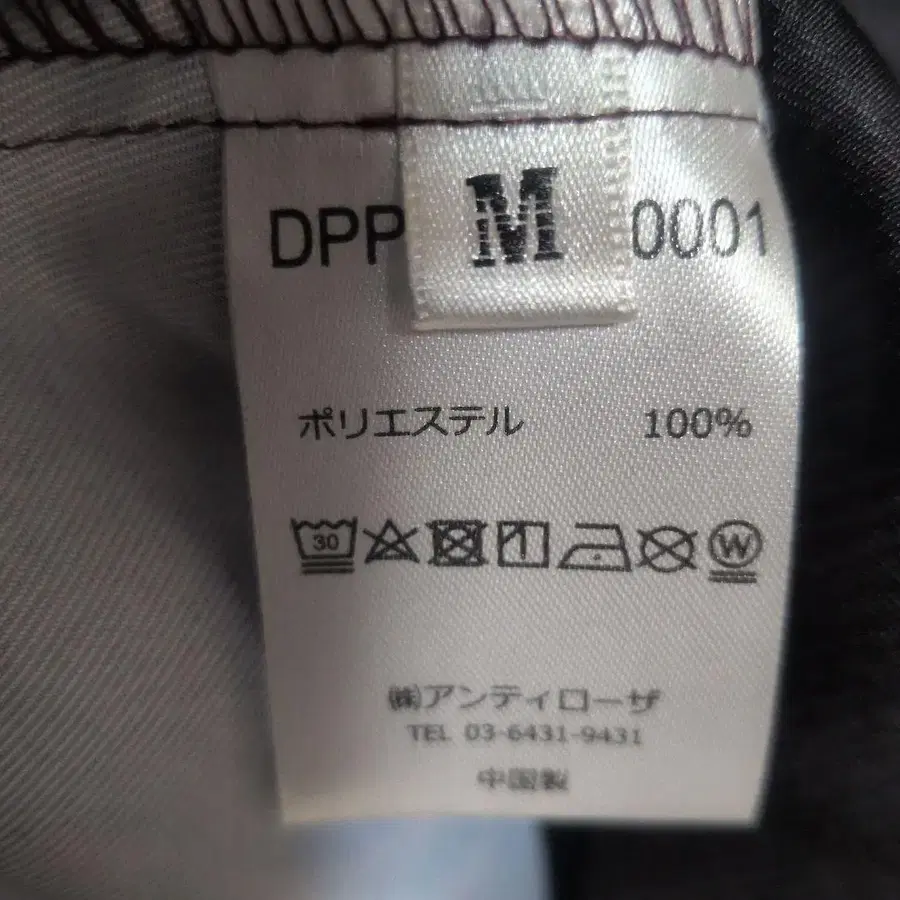 DPP M 0001
ポリエステル 100%
30 W
㈱アンティローザ
TEL 03-6431-9431
中国製